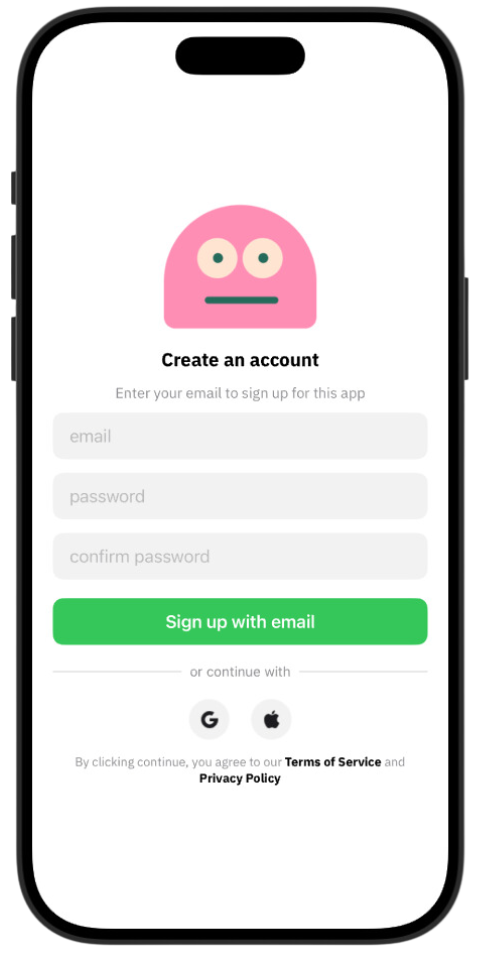 Create an account
Enter your email to sign up for this app
email
password
confirm password
Sign up with email
or continue with
G
By clicking continue, you agree to our Terms of Service and
Privacy Policy